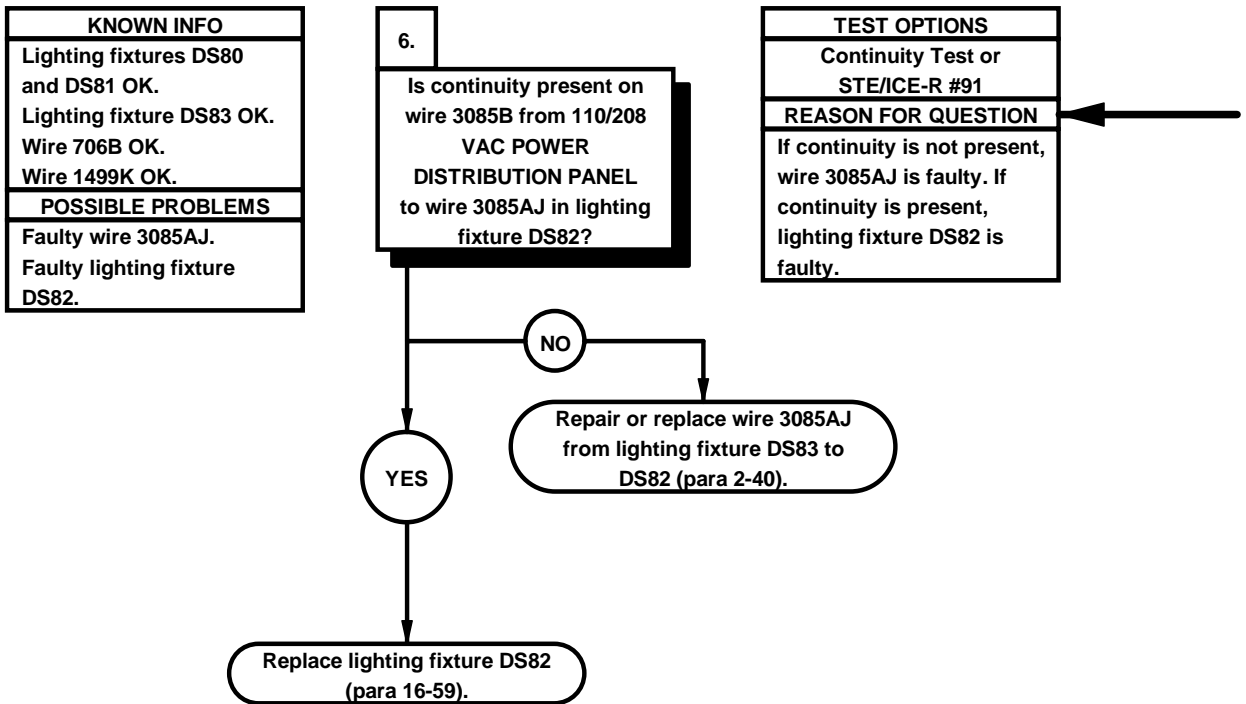 KNOWN INFO
Lighting fixtures DS80
and DS81 OK.
Lighting fixture DS83 OK.
Wire 706B OK.
Wire 1499K OK.
POSSIBLE PROBLEMS
Faulty wire 3085AJ.
Faulty lighting fixture
DS82.
6.
Is continuity present on
wire 3085B from 110/208
VAC POWER
DISTRIBUTION PANEL
to wire 3085AJ in lighting
fixture DS82?
TEST OPTIONS
Continuity Test or
STE/ICE-R #91
REASON FOR QUESTION
If continuity is not present,
wire 3085AJ is faulty. If
continuity is present,
lighting fixture DS82 is
faulty.
NO
Repair or replace wire 3085AJ
from lighting fixture DS83 to
DS82 (para 2-40).
YES
Replace lighting fixture DS82
(para 16-59).